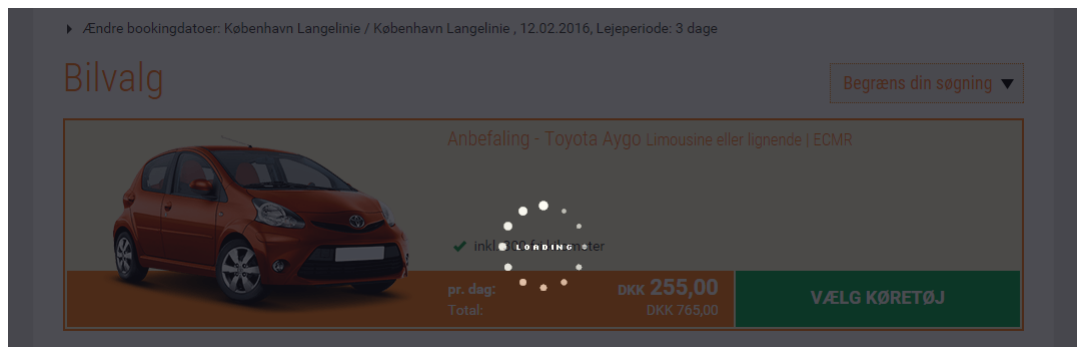 Ændre bookingdatoer: København Langelinie / København Langelinie , 12.02.2016, Lejeperiode: 3 dage
Bilvalg
Begræns din søgning
Anbefaling - Toyota Aygo Limousine eller lignende | ECMR
inkl.
LOADING
pr. dag: DKK 255,00
Total: DKK 765,00
VÆLG KØRETØJ